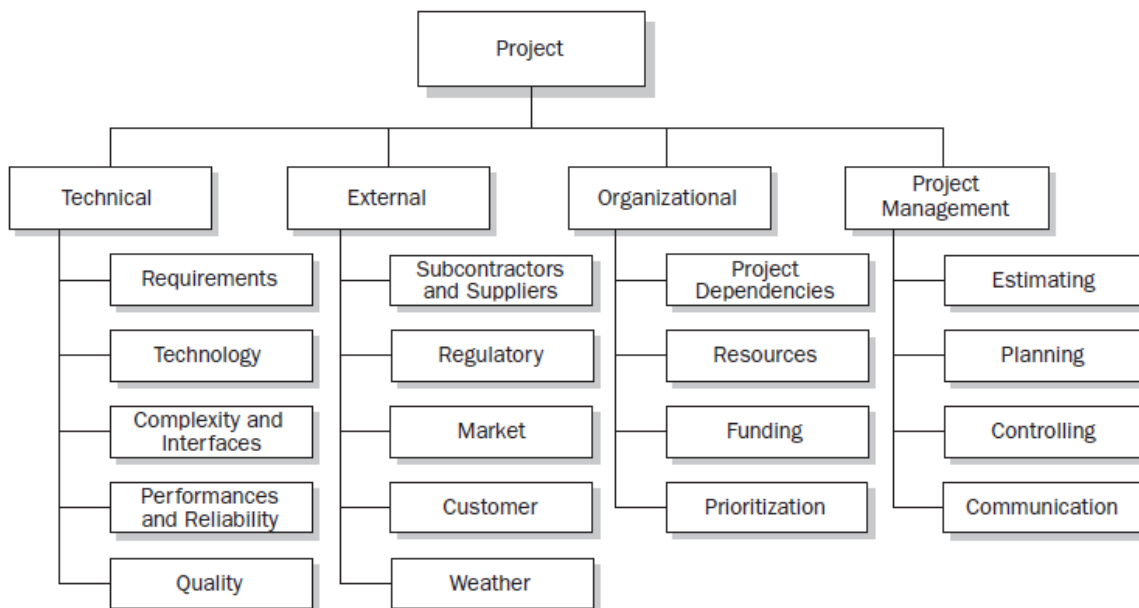 Project
Technical
Requirements
Technology
Complexity and
Interfaces
Performances
and Reliability
Quality
External
Subcontractors
and Suppliers
Regulatory
Market
Customer
Weather
Organizational
Project
Dependencies
Resources
Funding
Prioritization
Project
Management
Estimating
Planning
Controlling
Communication